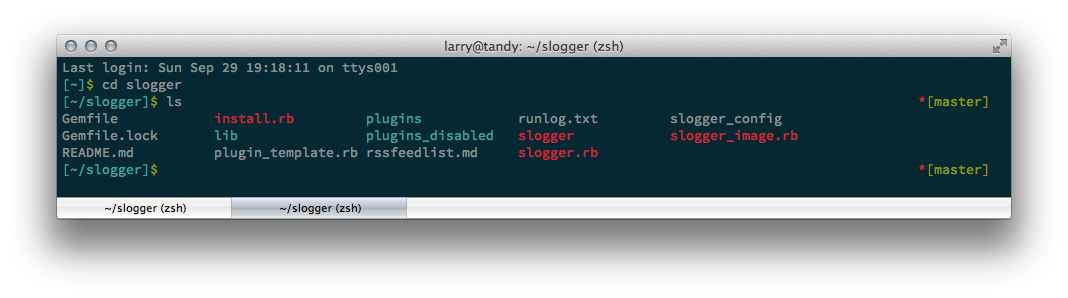 larry@tandy: ~/slogger (zsh)
Last login: Sun Sep 29 19:18:11 on ttys001
[~]$ cd slogger
[~/slogger]$ ls *[master]
Gemfile install.rb plugins runlog.txt slogger_config
Gemfile.lock lib plugins_disabled slogger slogger_image.rb
README.md plugin_template.rb rssfeedlist.md slogger.rb
[~/slogger]$ *[master]
~/slogger (zsh) ~/slogger (zsh)